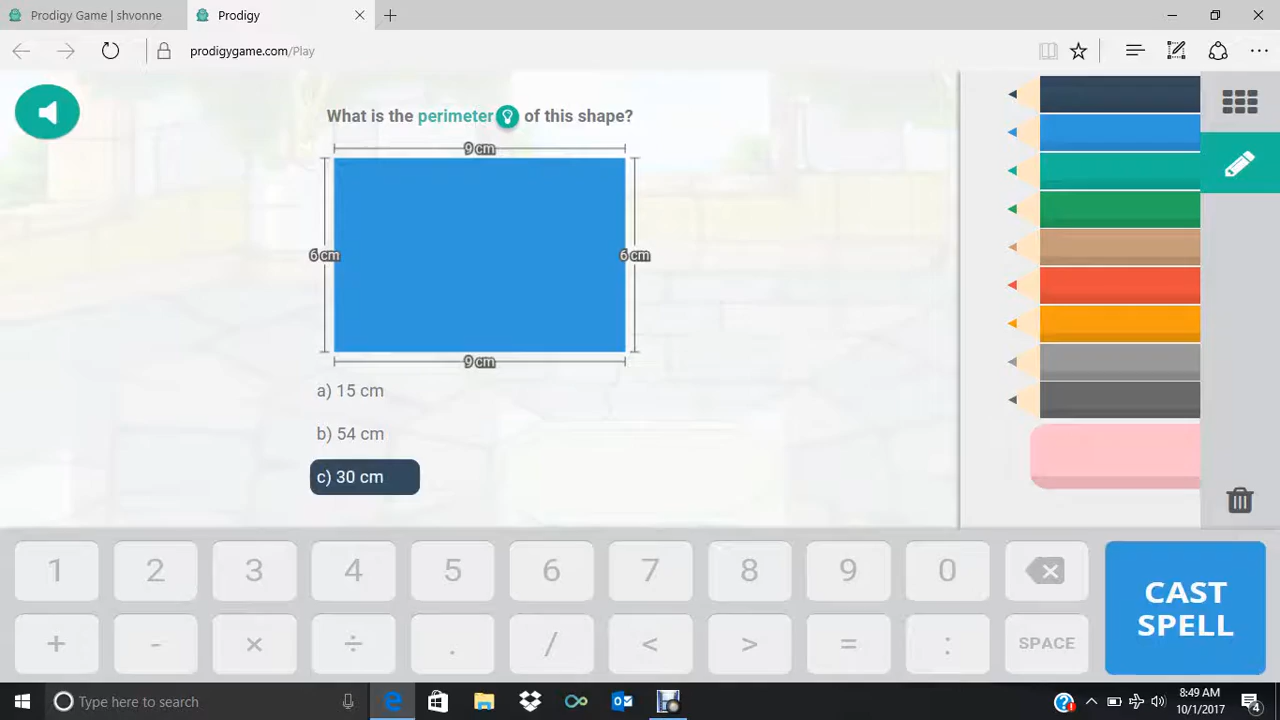 Prodigy Game | shvonne
Prodigy
prodigygame.com/Play
What is the perimeter of this shape?
9 cm
6 cm
6 cm
9 cm
a) 15 cm
b) 54 cm
c) 30 cm
1 2 3 4 5 6 7 8 9 0
+ - × ÷ . / < > = : SPACE
CAST
SPELL
Type here to search
8:49 AM
10/1/2017
4